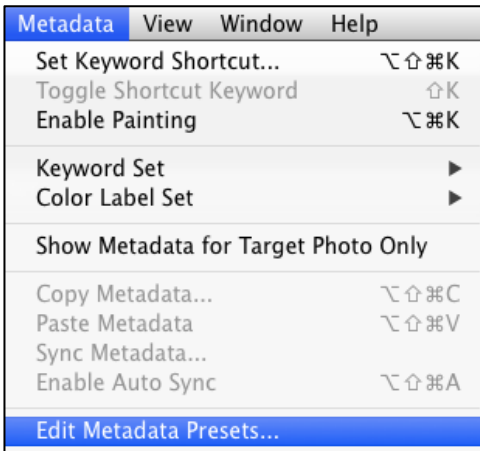 Metadata View Window Help
Set Keyword Shortcut... ⌥⇧⌘K
Toggle Shortcut Keyword ⇧K
Enable Painting ⌥⌘K
Keyword Set ▶
Color Label Set ▶
Show Metadata for Target Photo Only
Copy Metadata... ⌥⇧⌘C
Paste Metadata ⌥⇧⌘V
Sync Metadata...
Enable Auto Sync ⌥⇧⌘A
Edit Metadata Presets...